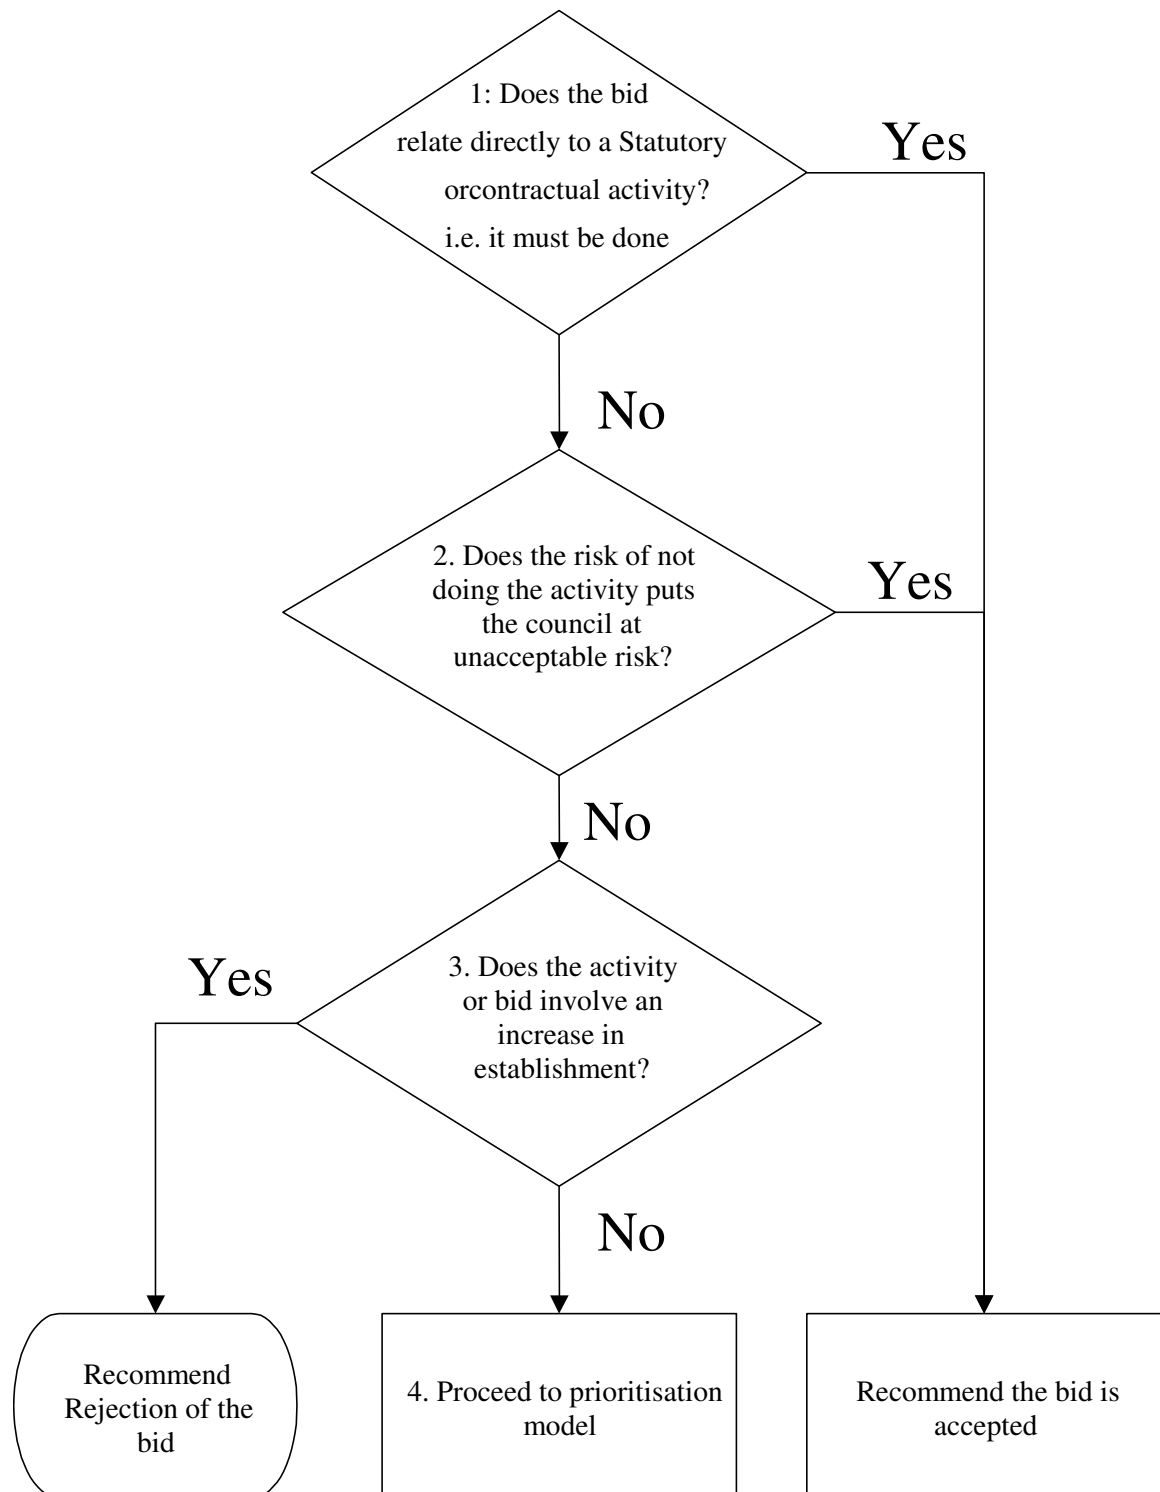 1: Does the bid
relate directly to a Statutory
orcontractual activity?
i.e. it must be done
Yes
No
2. Does the risk of not
doing the activity puts
the council at
unacceptable risk?
Yes
No
3. Does the activity
or bid involve an
increase in
establishment?
Yes
No
Recommend
Rejection of the
bid
4. Proceed to prioritisation
model
Recommend the bid is
accepted